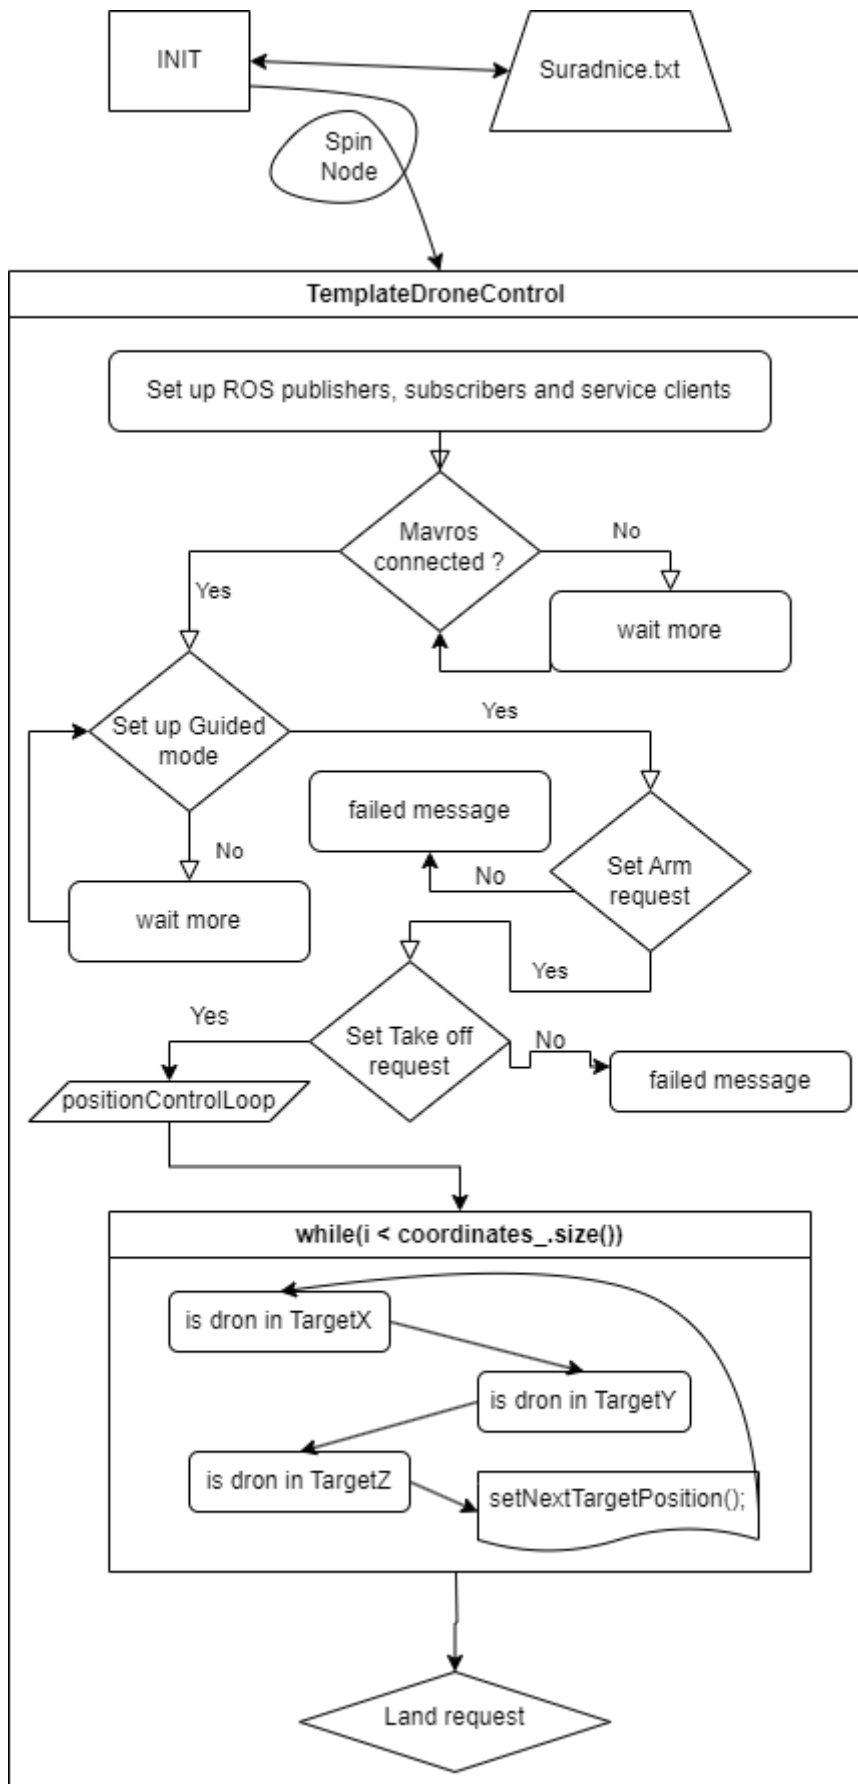 INIT
Suradnice.txt
Spin
Node
TemplateDroneControl
Set up ROS publishers, subscribers and service clients
Mavros
connected ?
No
Yes
wait more
Set up Guided
mode
Yes
failed message
No
Set Arm
request
No
wait more
Yes
Yes
Set Take off
request
No
failed message
positionControlLoop
while(i < coordinates_.size())
is dron in TargetX
is dron in TargetY
is dron in TargetZ
setNextTargetPosition();
Land request